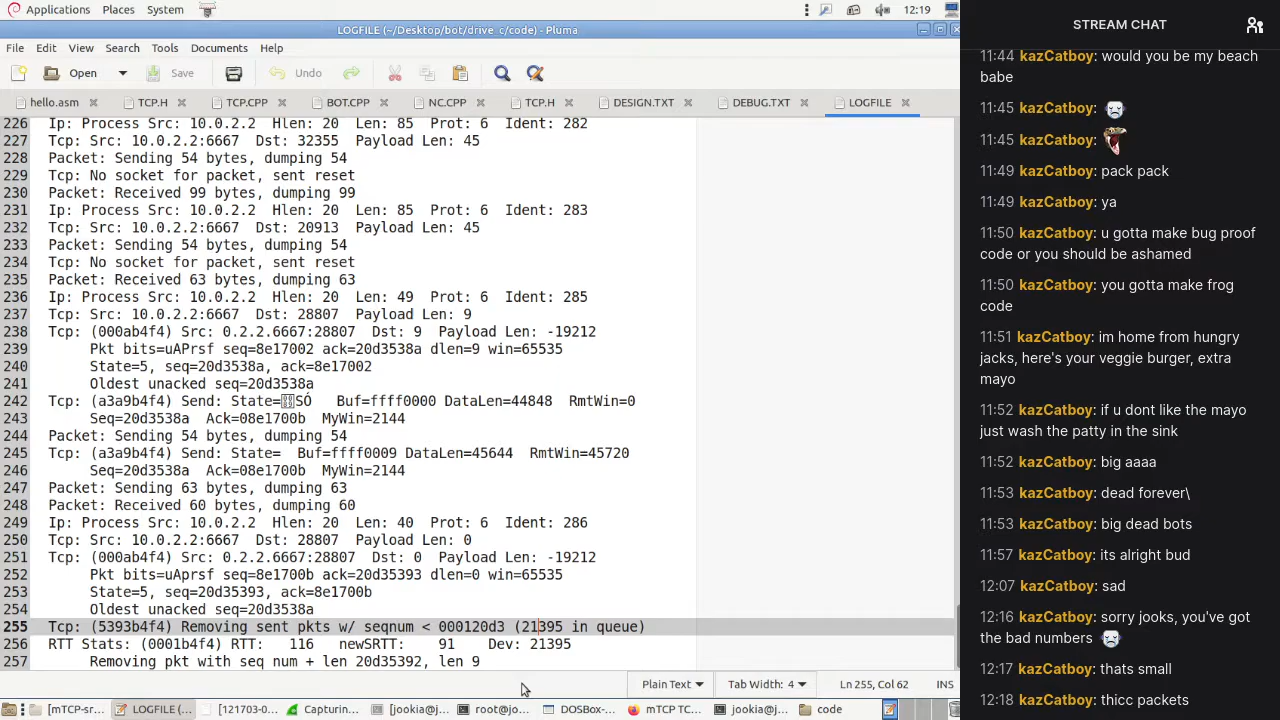 Applications Places System
12:19
LOGFILE (~/Desktop/bot/drive_c/code) - Pluma
File Edit View Search Tools Documents Help
Open Save Undo
hello.asm TCP.H TCP.CPP BOT.CPP NC.CPP TCP.H DESIGN.TXT DEBUG.TXT LOGFILE
226 Ip: Process Src: 10.0.2.2 Hlen: 20 Len: 85 Prot: 6 Ident: 282
227 Tcp: Src: 10.0.2.2:6667 Dst: 32355 Payload Len: 45
228 Packet: Sending 54 bytes, dumping 54
229 Tcp: No socket for packet, sent reset
230 Packet: Received 99 bytes, dumping 99
231 Ip: Process Src: 10.0.2.2 Hlen: 20 Len: 85 Prot: 6 Ident: 283
232 Tcp: Src: 10.0.2.2:6667 Dst: 20913 Payload Len: 45
233 Packet: Sending 54 bytes, dumping 54
234 Tcp: No socket for packet, sent reset
235 Packet: Received 63 bytes, dumping 63
236 Ip: Process Src: 10.0.2.2 Hlen: 20 Len: 49 Prot: 6 Ident: 285
237 Tcp: Src: 10.0.2.2:6667 Dst: 28807 Payload Len: 9
238 Tcp: (000ab4f4) Src: 0.2.2.6667:28807 Dst: 9 Payload Len: -19212
239 Pkt bits=uAPrsf seq=8e17002 ack=20d3538a dlen=9 win=65535
240 State=5, seq=20d3538a, ack=8e17002
241 Oldest unacked seq=20d3538a
242 Tcp: (a3a9b4f4) Send: State=SÓ Buf=ffff0000 DataLen=44848 RmtWin=0
243 Seq=20d3538a Ack=08e1700b MyWin=2144
244 Packet: Sending 54 bytes, dumping 54
245 Tcp: (a3a9b4f4) Send: State= Buf=ffff0009 DataLen=45644 RmtWin=45720
246 Seq=20d3538a Ack=08e1700b MyWin=2144
247 Packet: Sending 63 bytes, dumping 63
248 Packet: Received 60 bytes, dumping 60
249 Ip: Process Src: 10.0.2.2 Hlen: 20 Len: 40 Prot: 6 Ident: 286
250 Tcp: Src: 10.0.2.2:6667 Dst: 28807 Payload Len: 0
251 Tcp: (000ab4f4) Src: 0.2.2.6667:28807 Dst: 0 Payload Len: -19212
252 Pkt bits=uAprsf seq=8e1700b ack=20d35393 dlen=0 win=65535
253 State=5, seq=20d35393, ack=8e1700b
254 Oldest unacked seq=20d3538a
255 Tcp: (5393b4f4) Removing sent pkts w/ seqnum < 000120d3 (21395 in queue)
256 RTT Stats: (0001b4f4) RTT: 116 newSRTT: 91 Dev: 21395
257 Removing pkt with seq num + len 20d35392, len 9
Plain Text Tab Width: 4 Ln 255, Col 62 INS
[mTCP-sr... LOGFILE (... [121703-0... Capturin... [jookia@j... root@jo... DOSBox-... mTCP TC... jookia@j... code
STREAM CHAT
11:44 kazCatboy: would you be my beach
babe
11:45 kazCatboy:
11:45 kazCatboy:
11:49 kazCatboy: pack pack
11:49 kazCatboy: ya
11:50 kazCatboy: u gotta make bug proof
code or you should be ashamed
11:50 kazCatboy: you gotta make frog
code
11:51 kazCatboy: im home from hungry
jacks, here's your veggie burger, extra
mayo
11:52 kazCatboy: if u dont like the mayo
just wash the patty in the sink
11:52 kazCatboy: big aaaa
11:53 kazCatboy: dead forever\
11:53 kazCatboy: big dead bots
11:57 kazCatboy: its alright bud
12:07 kazCatboy: sad
12:16 kazCatboy: sorry jooks, you've got
the bad numbers
12:17 kazCatboy: thats small
12:18 kazCatboy: thicc packets